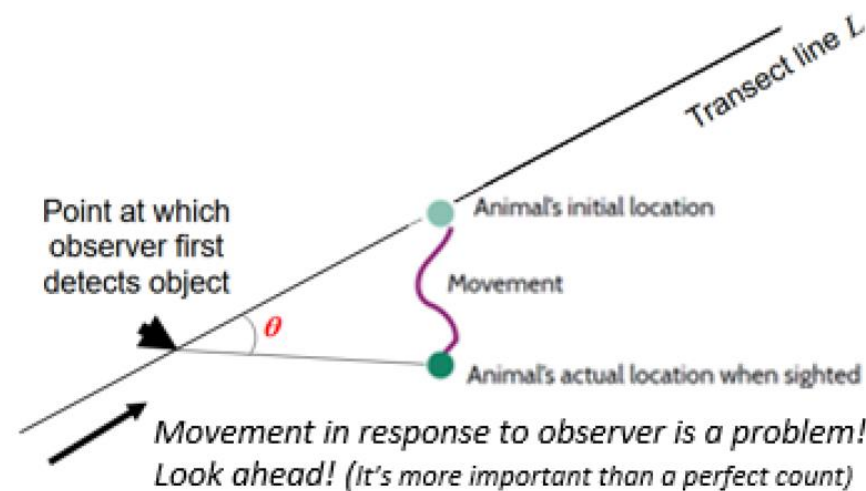 Transect line L
Point at which
observer first
detects object
Animal's initial location
Movement
θ
Animal's actual location when sighted
Movement in response to observer is a problem!
Look ahead! (It's more important than a perfect count)